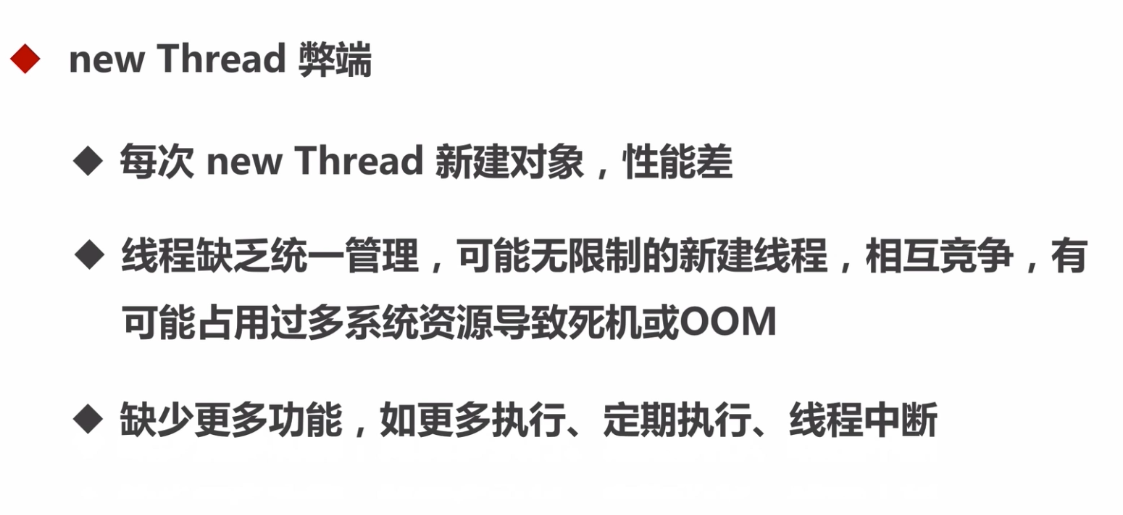 new Thread 弊端
每次 new Thread 新建对象，性能差
线程缺乏统一管理，可能无限制的新建线程，相互竞争，有
可能占用过多系统资源导致死机或OOM
缺少更多功能，如更多执行、定期执行、线程中断